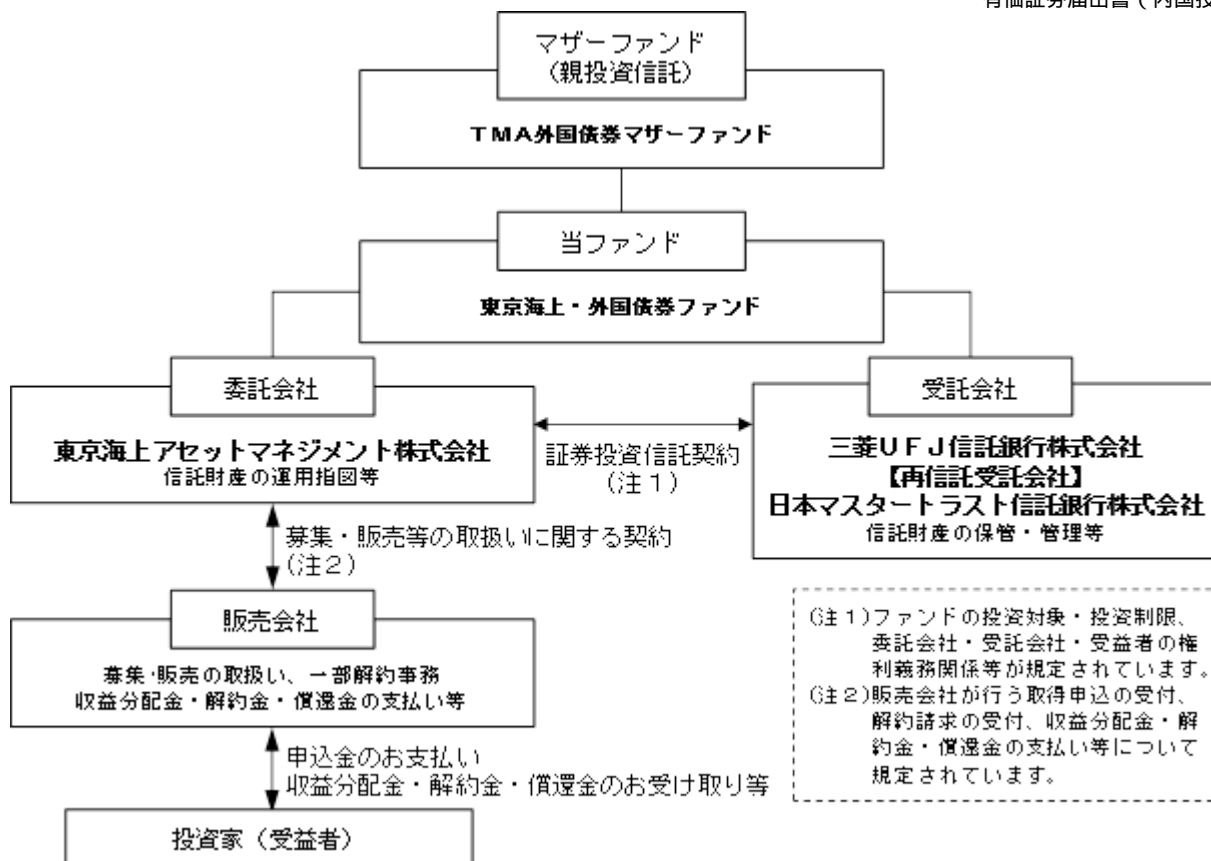 有価証券届出書（内国投
マザーファンド
（親投資信託）
ＴＭＡ外国債券マザーファンド
当ファンド
東京海上・外国債券ファンド
委託会社
東京海上アセットマネジメント株式会社
信託財産の運用指図等
証券投資信託契約
（注１）
受託会社
三菱ＵＦＪ信託銀行株式会社
【再信託受託会社】
日本マスタートラスト信託銀行株式会社
信託財産の保管・管理等
募集・販売等の取扱いに関する契約
（注２）
販売会社
募集・販売の取扱い、一部解約事務
収益分配金・解約金・償還金の支払い等
（注１）ファンドの投資対象・投資制限、
委託会社・受託会社・受益者の権
利義務関係等が規定されています。
（注２）販売会社が行う取得申込の受付、
解約請求の受付、収益分配金・解
約金・償還金の支払い等について
規定されています。
申込金のお支払い
収益分配金・解約金・償還金のお受け取り等
投資家（受益者）